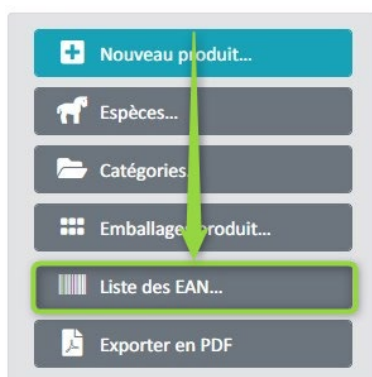 Nouveau produit...
Espèces...
Catégories
Emballage produit...
Liste des EAN...
Exporter en PDF